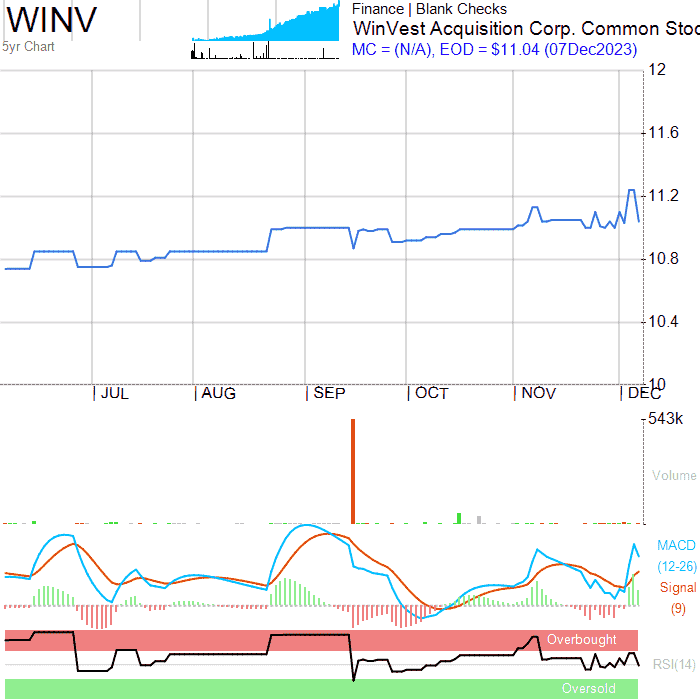 WINV
5yr Chart
Finance | Blank Checks
WinVest Acquisition Corp. Common Stoc
MC = (N/A), EOD = $11.04 (07Dec2023)
12
11.6
11.2
10.8
10.4
10
JUL
AUG
SEP
OCT
NOV
DEC
543k
Volume
MACD
(12-26)
Signal
(9)
Overbought
RSI(14)
Oversold